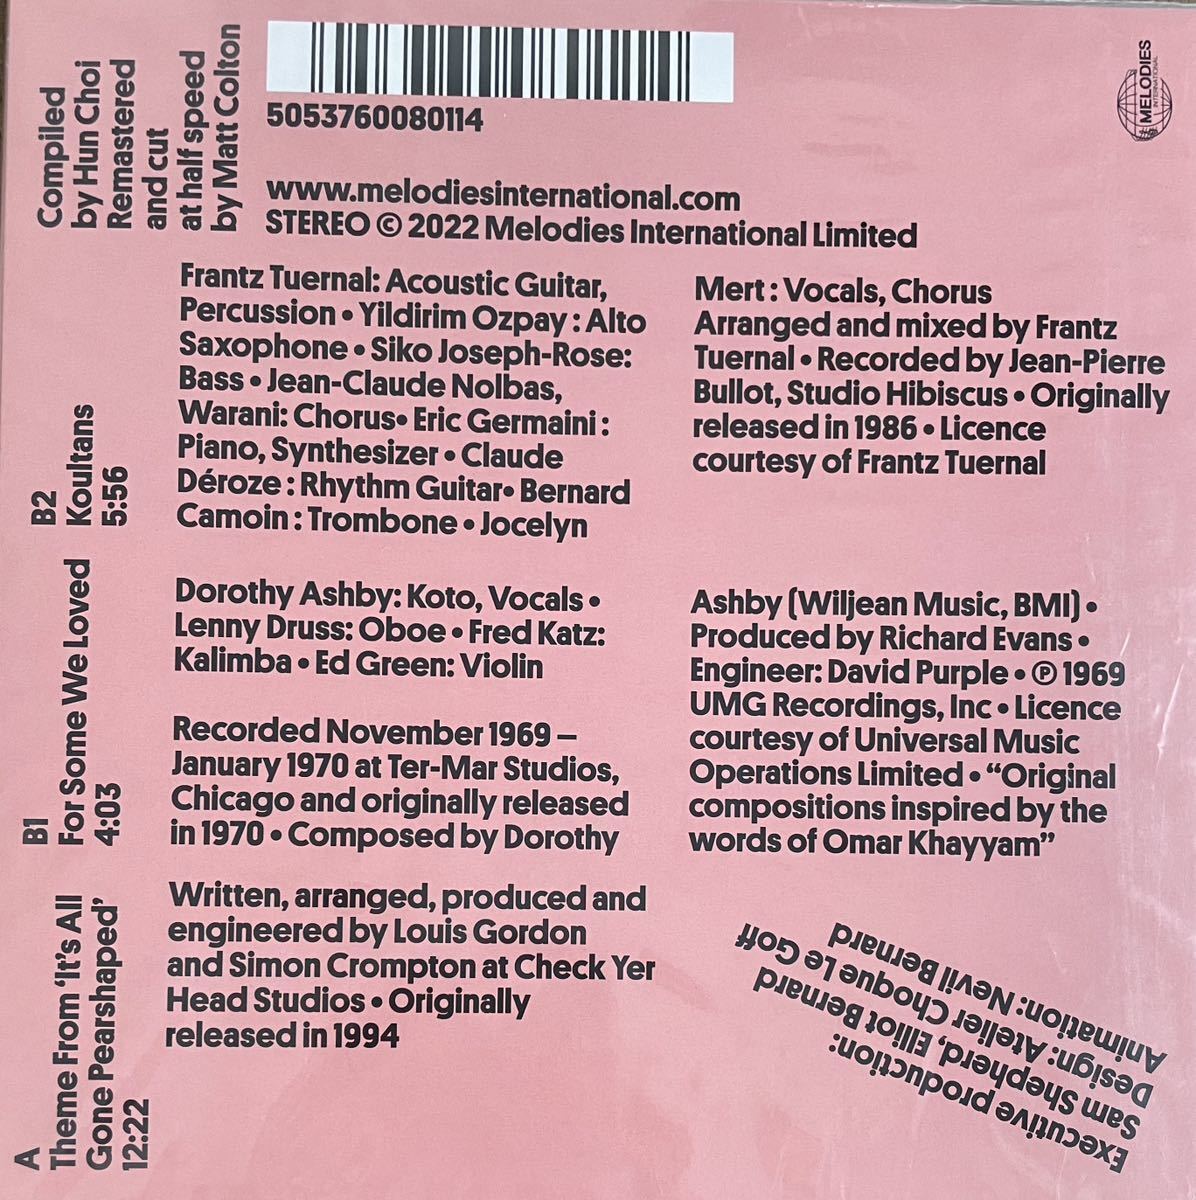 Compiled
by Hun Choi
Remastered
and cut
at half speed
by Matt Colton
5053760080114
MELODIES
INTERNATIONAL
www.melodiesinternational.com
STEREO © 2022 Melodies International Limited
B2
Koultans
5:56
Frantz Tuernal: Acoustic Guitar,
Percussion • Yildirim Ozpay : Alto
Saxophone • Siko Joseph-Rose:
Bass • Jean-Claude Nolbas,
Warani: Chorus• Eric Germaini :
Piano, Synthesizer • Claude
Déroze : Rhythm Guitar• Bernard
Camoin : Trombone • Jocelyn
Mert : Vocals, Chorus
Arranged and mixed by Frantz
Tuernal • Recorded by Jean-Pierre
Bullot, Studio Hibiscus • Originally
released in 1986 • Licence
courtesy of Frantz Tuernal
B1
For Some We Loved
4:03
Dorothy Ashby: Koto, Vocals •
Lenny Druss: Oboe • Fred Katz:
Kalimba • Ed Green: Violin
Recorded November 1969 –
January 1970 at Ter-Mar Studios,
Chicago and originally released
in 1970 • Composed by Dorothy
Ashby (Wiljean Music, BMI) •
Produced by Richard Evans •
Engineer: David Purple • ℗ 1969
UMG Recordings, Inc • Licence
courtesy of Universal Music
Operations Limited • “Original
compositions inspired by the
words of Omar Khayyam”
A
Theme From ‘It’s All
Gone Pearshaped’
12:22
Written, arranged, produced and
engineered by Louis Gordon
and Simon Crompton at Check Yer
Head Studios • Originally
released in 1994
Executive production:
Sam Shepherd, Elliot Bernard
Design: Atelier Choque Le Goff
Animation: Nevil Bernard